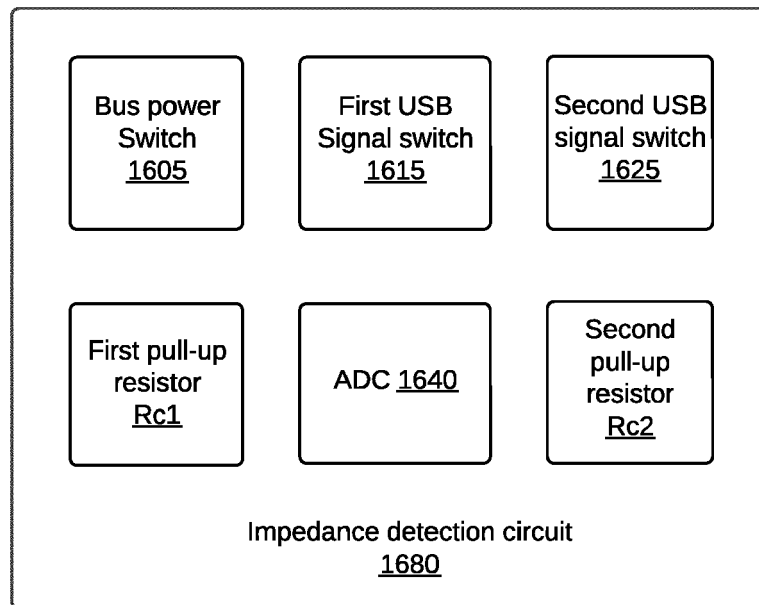 Bus power
Switch
1605
First USB
Signal switch
1615
Second USB
signal switch
1625
First pull-up
resistor
Rc1
ADC 1640
Second
pull-up
resistor
Rc2
Impedance detection circuit
1680